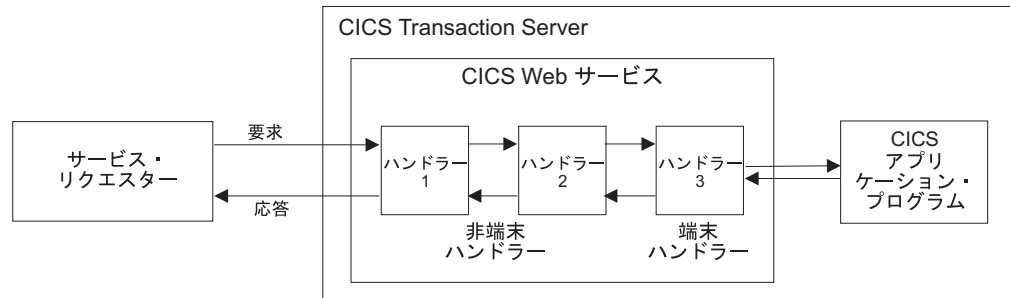 CICS Transaction Server
CICS Web サービス
サービス・
リクエスター
要求
応答
ハンドラー
1
ハンドラー
2
ハンドラー
3
非端末
ハンドラー
端末
ハンドラー
CICS
アプリ
ケーション・
プログラム